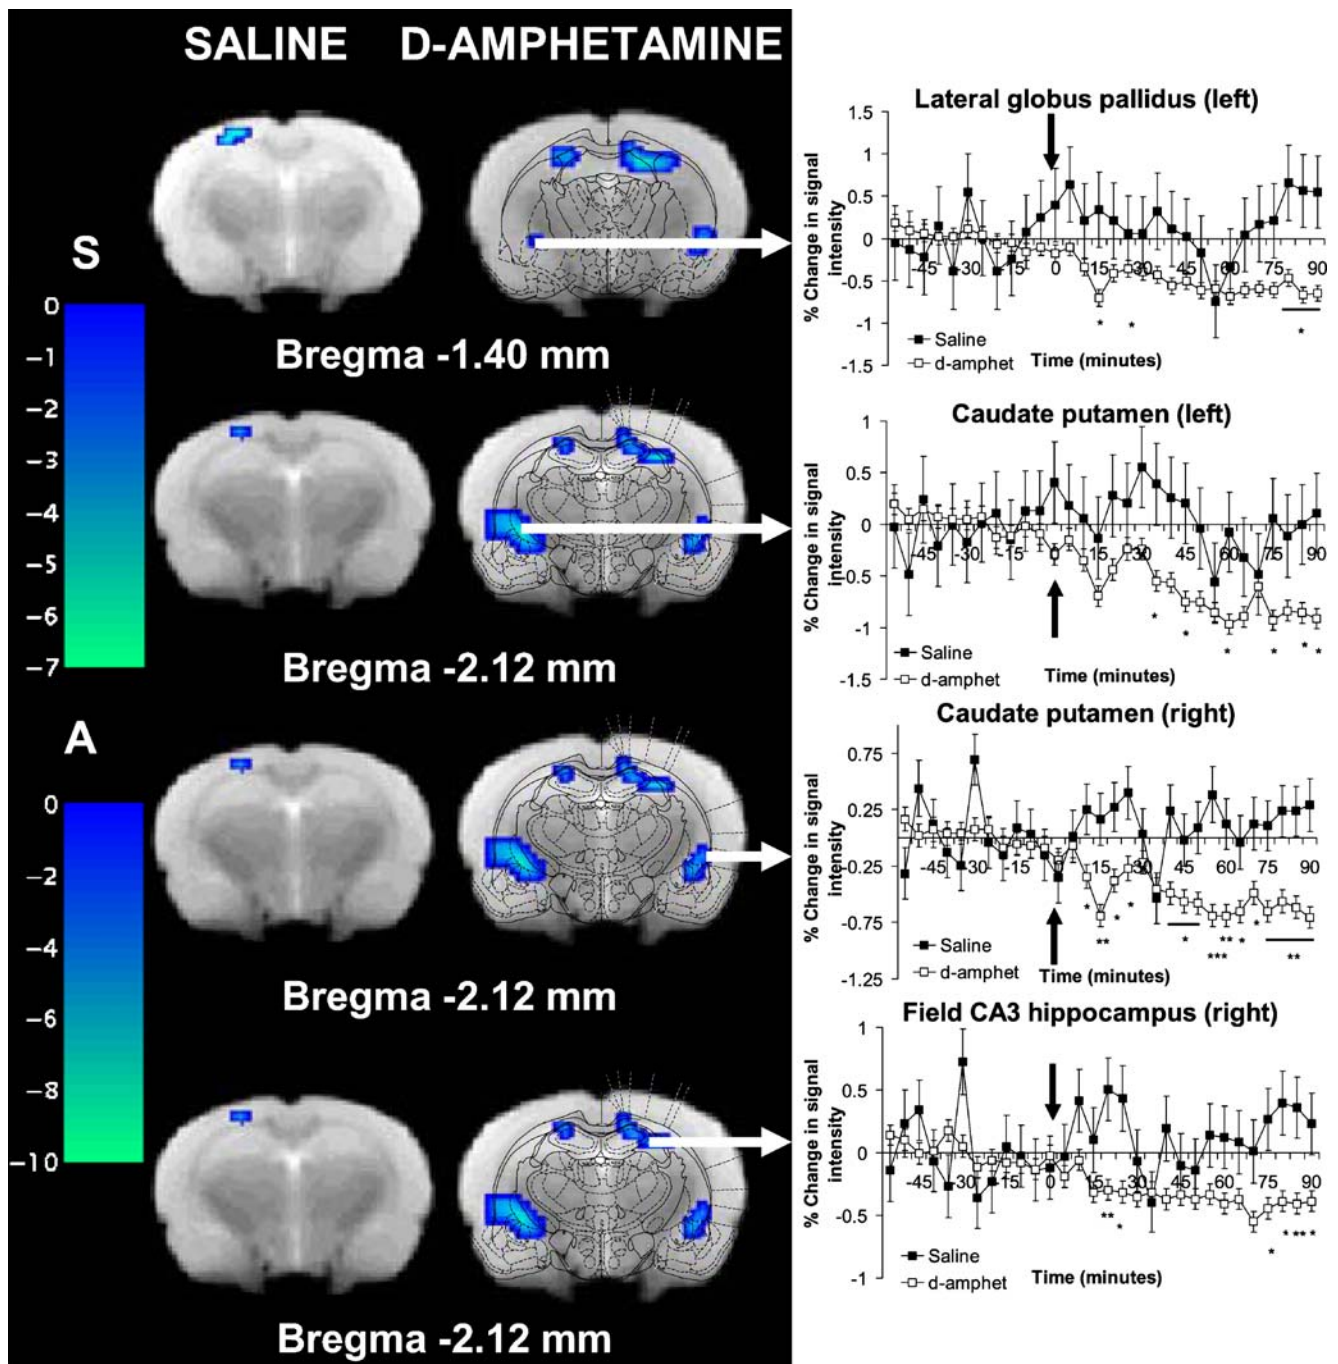 SALINE D-AMPHETAMINE
S
0
−1
−2
−3
−4
−5
−6
−7
Bregma -1.40 mm
Bregma -2.12 mm
A
0
−2
−4
−6
−8
−10
Bregma -2.12 mm
Bregma -2.12 mm
Lateral globus pallidus (left)
% Change in signal
intensity
1.5
1
0.5
0
-0.5
-1
-1.5
-45 -30 -15 0 15 30 45 60 75 90
* * *
Saline
d-amphet
Time (minutes)
Caudate putamen (left)
% Change in signal
intensity
1
0.5
0
-0.5
-1
-1.5
-45 -30 -15 0 15 30 45 60 75 90
* * * * * *
Saline
d-amphet
Time (minutes)
Caudate putamen (right)
% Change in signal
intensity
0.75
0.25
-0.25
-0.75
-1.25
-45 -30 -15 0 15 30 45 60 75 90
* ** * * * *** ** * * **
Saline
d-amphet
Time (minutes)
Field CA3 hippocampus (right)
% Change in signal
intensity
1
0.5
0
-0.5
-1
-45 -30 -15 0 15 30 45 60 75 90
** * * * ** *
Saline
d-amphet
Time (minutes)